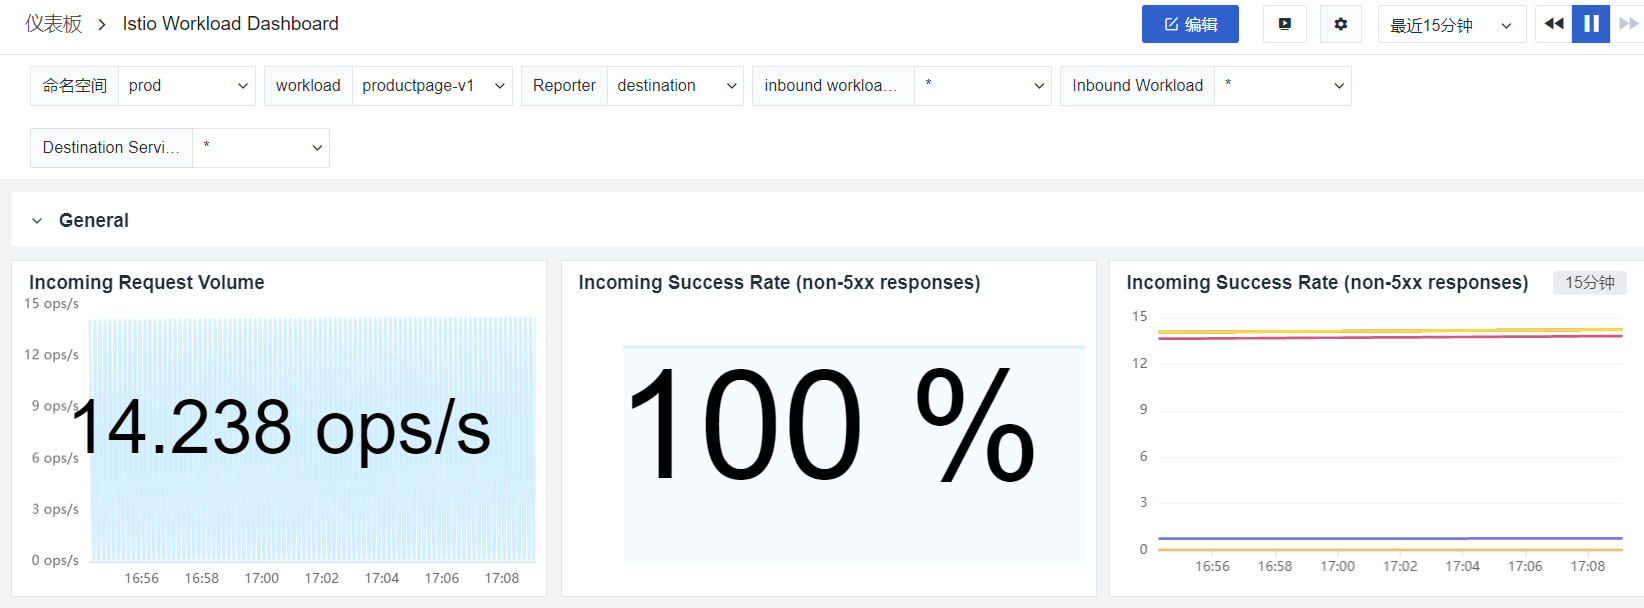 仪表板 > Istio Workload Dashboard
编辑
最近15分钟
命名空间 prod
workload productpage-v1
Reporter destination
inbound workloa... *
Inbound Workload *
Destination Servi... *
General
Incoming Request Volume
15 ops/s
12 ops/s
9 ops/s
6 ops/s
3 ops/s
0 ops/s
14.238 ops/s
16:56 16:58 17:00 17:02 17:04 17:06 17:08
Incoming Success Rate (non-5xx responses)
100 %
Incoming Success Rate (non-5xx responses) 15分钟
15
12
9
6
3
0
16:56 16:58 17:00 17:02 17:04 17:06 17:08